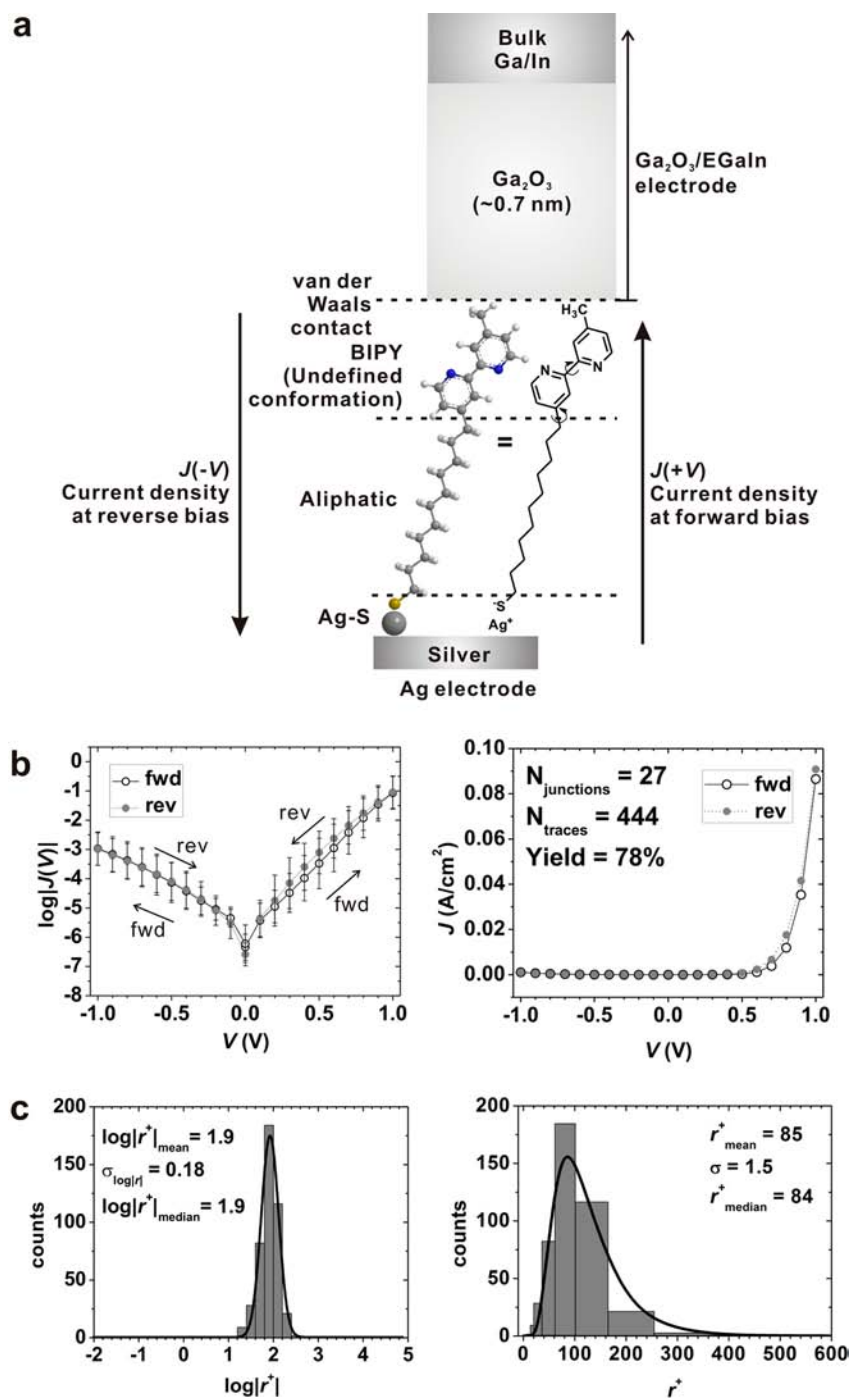 a
Bulk
Ga/In
Ga₂O₃
(~0.7 nm)
Ga₂O₃/EGaIn
electrode
van der
Waals
contact
BIPY
(Undefined
conformation)
H₃C
N
N
=
J(-V)
Current density
at reverse bias
Aliphatic
J(+V)
Current density
at forward bias
Ag-S
⁻S
Ag⁺
Silver
Ag electrode
b
log|J(V)|
0
-1
-2
-3
-4
-5
-6
-7
-8
fwd
rev
rev
rev
fwd
fwd
-1.0 -0.5 0.0 0.5 1.0
V (V)
J (A/cm²)
0.10
0.08
0.06
0.04
0.02
0.00
N junctions = 27
N traces = 444
Yield = 78%
fwd
rev
-1.0 -0.5 0.0 0.5 1.0
V (V)
c
counts
200
150
100
50
0
log|r⁺| mean = 1.9
σ log|r| = 0.18
log|r⁺| median = 1.9
-2 -1 0 1 2 3 4 5
log|r⁺|
counts
200
150
100
50
0
r⁺ mean = 85
σ = 1.5
r⁺ median = 84
0 100 200 300 400 500 600
r⁺